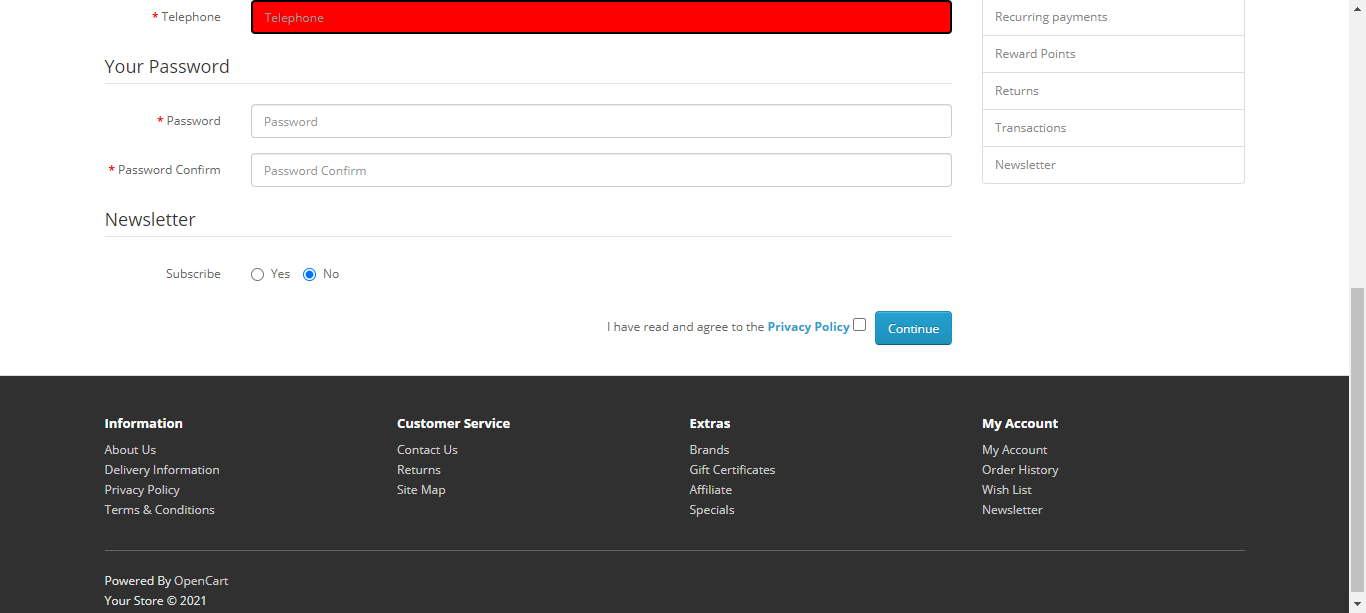 * Telephone
Telephone
Your Password
* Password
Password
* Password Confirm
Password Confirm
Newsletter
Subscribe
Yes
No
I have read and agree to the Privacy Policy
Continue
Recurring payments
Reward Points
Returns
Transactions
Newsletter
Information
About Us
Delivery Information
Privacy Policy
Terms & Conditions
Customer Service
Contact Us
Returns
Site Map
Extras
Brands
Gift Certificates
Affiliate
Specials
My Account
My Account
Order History
Wish List
Newsletter
Powered By OpenCart
Your Store © 2021